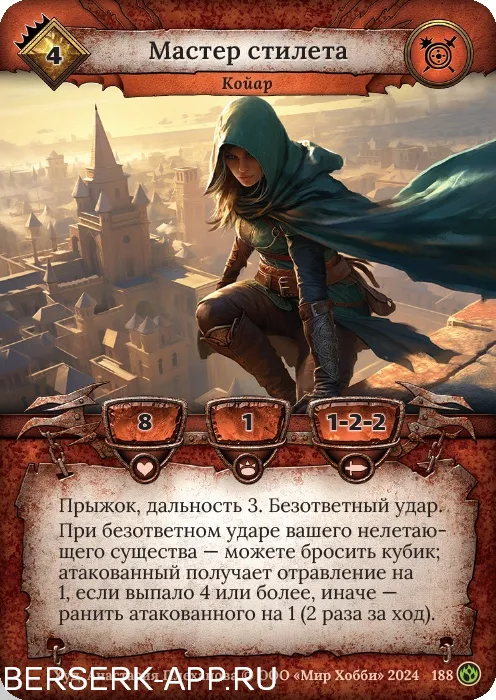 4
Мастер стилета
Койар
8
1
1-2-2
Прыжок, дальность 3. Безответный удар.
При безответном ударе вашего нелетаю-
щего существа — можете бросить кубик;
атакованный получает отравление на
1, если выпало 4 или более, иначе —
ранить атакованного на 1 (2 раза за ход).
© ООО «Мир Хобби» 2024 188
BERSERK-APP.RU